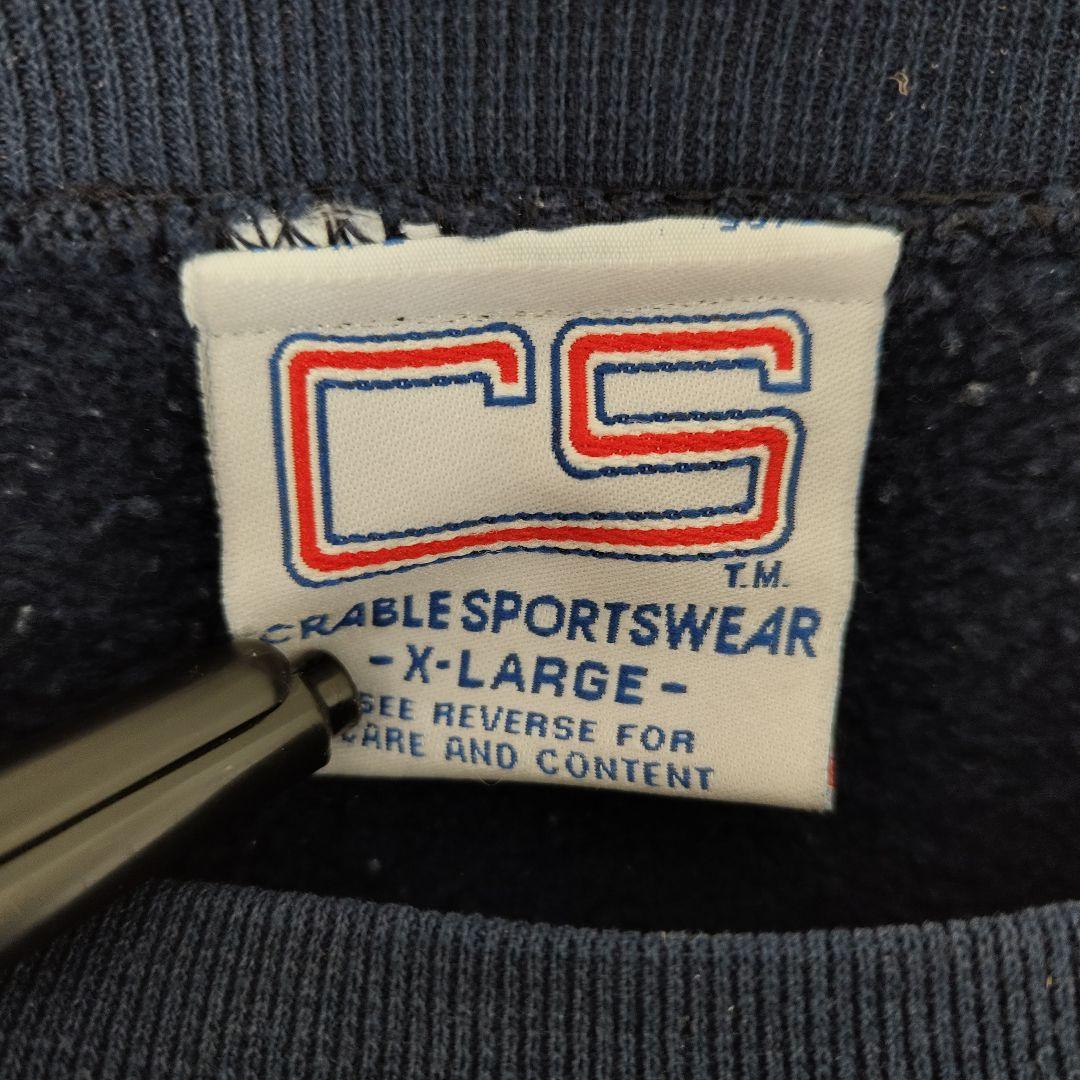 CS
T.M.
CRABLE SPORTSWEAR
- X-LARGE -
SEE REVERSE FOR
CARE AND CONTENT